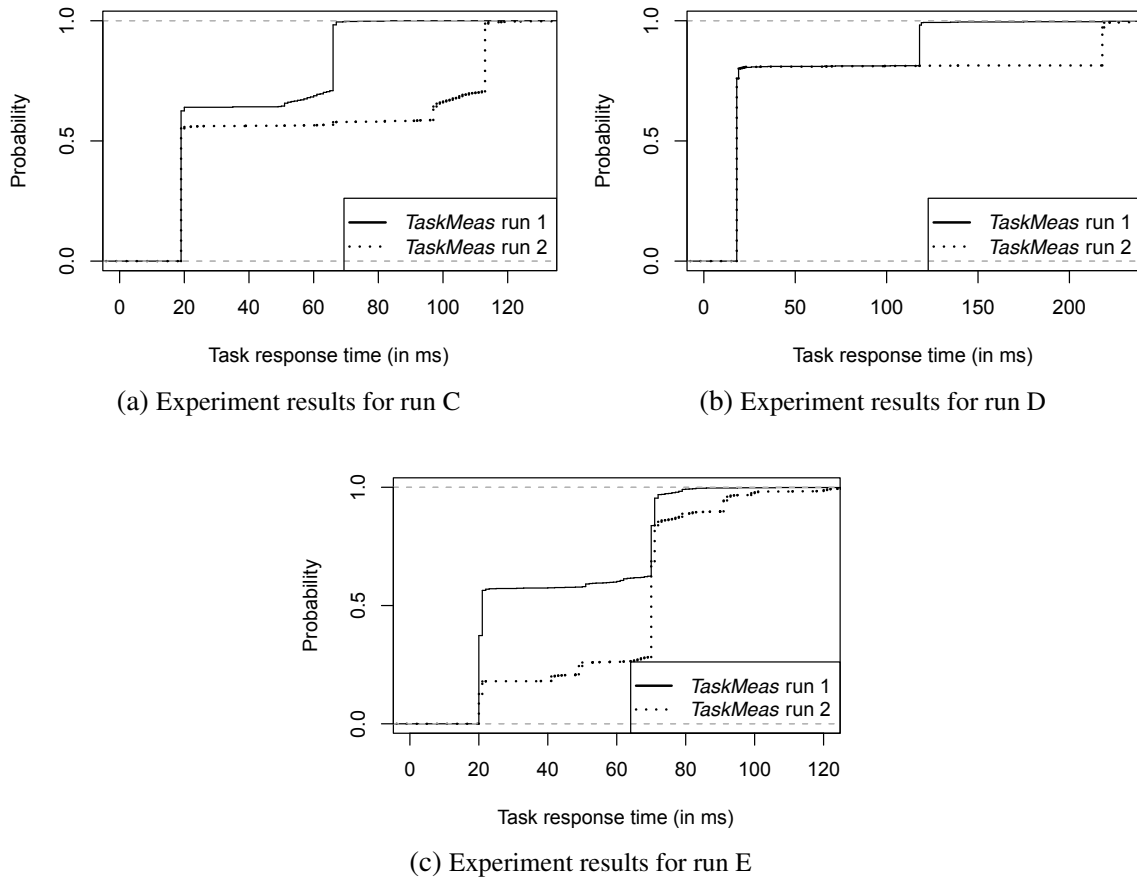 1.0
0.5
0.0
Probability
TaskMeas run 1
TaskMeas run 2
0 20 40 60 80 100 120
Task response time (in ms)
(a) Experiment results for run C
1.0
0.5
0.0
Probability
TaskMeas run 1
TaskMeas run 2
0 50 100 150 200
Task response time (in ms)
(b) Experiment results for run D
1.0
0.5
0.0
Probability
TaskMeas run 1
TaskMeas run 2
0 20 40 60 80 100 120
Task response time (in ms)
(c) Experiment results for run E